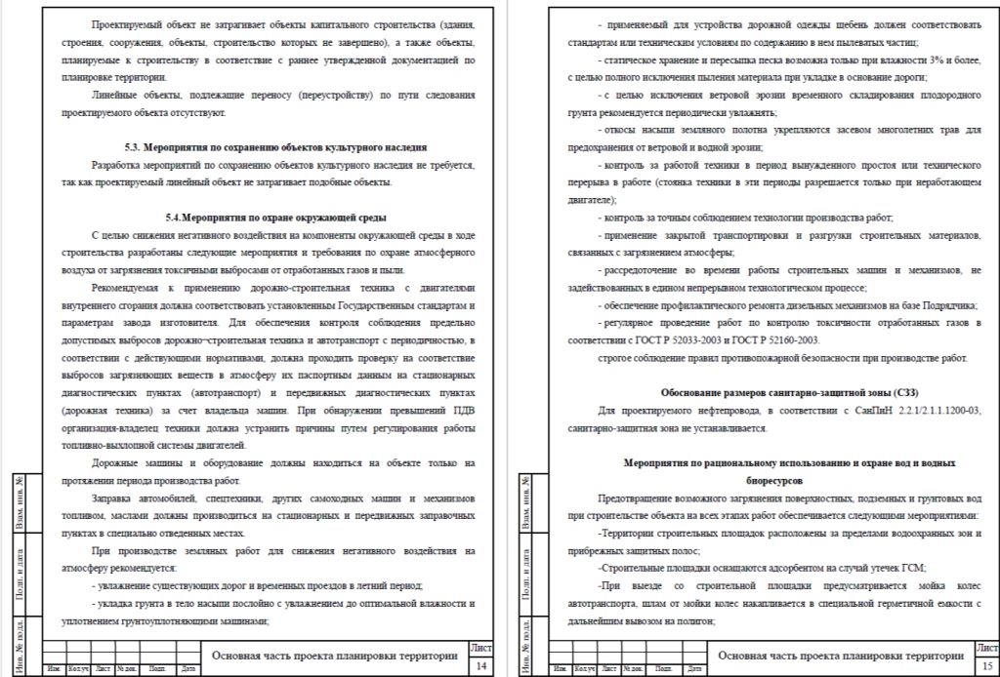 Проектируемый объект не затрагивает объекты капитального строительства (здания,
строения, сооружения, объекты, строительство которых не завершено), а также объекты,
планируемые к строительству в соответствие с раннее утвержденной документацией по
планировке территории.
Линейные объекты, подлежащие переносу (переустройству) по пути следования
проектируемого объекта отсутствуют.
5.3. Мероприятия по сохранению объектов культурного наследия
Разработка мероприятий по сохранению объектов культурного наследия не требуется,
так как проектируемый линейный объект не затрагивает подобные объекты.
5.4.Мероприятия по охране окружающей среды
С целью снижения негативного воздействия на компоненты окружающей среды в ходе
строительства разработаны следующие мероприятия и требования по охране атмосферного
воздуха от загрязнения токсичными выбросами от отработанных газов и пыли.
Рекомендуемая к применению дорожно-строительная техника с двигателями
внутреннего сгорания должна соответствовать установленным Государственным стандартам и
параметрам завода изготовителя. Для обеспечения контроля соблюдения предельно
допустимых выбросов дорожно¬строительная техника и автотранспорт с периодичностью, в
соответствии с действующими нормативами, должна проходить проверку на соответствие
выбросов загрязняющих веществ в атмосферу их паспортным данным на стационарных
диагностических пунктах (автотранспорт) и передвижных диагностических пунктах
(дорожная техника) за счет владельца машин. При обнаружении превышений ПДВ
организация-владелец техники должна устранить причины путем регулирования работы
топливно-выхлопной системы двигателей.
Дорожные машины и оборудование должны находиться на объекте только на
протяжении периода производства работ.
Заправка автомобилей, спецтехники, других самоходных машин и механизмов
топливом, маслами должны производиться на стационарных и передвижных заправочных
пунктах в специально отведенных местах.
При производстве земляных работ для снижения негативного воздействия на
атмосферу рекомендуется:
- увлажнение существующих дорог и временных проездов в летний период;
- укладка грунта в тело насыпи послойно с увлажнением до оптимальной влажности и
уплотнением грунтоуплотняющими машинами;
Взам. инв. №
Подп. и дата
Инв. № подл.
Изм. Кол.уч Лист № док. Подп. Дата
Основная часть проекта планировки территории
Лист
14
- применяемый для устройства дорожной одежды щебень должен соответствовать
стандартам или техническим условиям по содержанию в нем пылеватых частиц;
- статическое хранение и пересыпка песка возможна только при влажности 3% и более,
с целью полного исключения пыления материала при укладке в основание дороги;
- с целью исключения ветровой эрозии временного складирования плодородного
грунта рекомендуется периодически увлажнять;
- откосы насыпи земляного полотна укрепляются засевом многолетних трав для
предохранения от ветровой и водной эрозии;
- контроль за работой техники в период вынужденного простоя или технического
перерыва в работе (стоянка техники в эти периоды разрешается только при неработающем
двигателе);
- контроль за точным соблюдением технологии производства работ;
- применение закрытой транспортировки и разгрузки строительных материалов,
связанных с загрязнением атмосферы;
- рассредоточение во времени работы строительных машин и механизмов, не
задействованных в едином непрерывном технологическом процессе;
- обеспечение профилактического ремонта дизельных механизмов на базе Подрядчика;
- регулярное проведение работ по контролю токсичности отработанных газов в
соответствии с ГОСТ Р 52033-2003 и ГОСТ Р 52160-2003.
строгое соблюдение правил противопожарной безопасности при производстве работ.
Обоснование размеров санитарно-защитной зоны (СЗЗ)
Для проектируемого нефтепровода, в соответствии с СанПиН 2.2.1/2.1.1.1200-03,
санитарно-защитная зона не устанавливается.
Мероприятия по рациональному использованию и охране вод и водных
биоресурсов
Предотвращение возможного загрязнения поверхностных, подземных и грунтовых вод
при строительстве объекта на всех этапах работ обеспечивается следующими мероприятиями:
-Территории строительных площадок расположены за пределами водоохранных зон и
прибрежных защитных полос;
-Строительные площадки оснащаются адсорбентом на случай утечек ГСМ;
-При выезде со строительной площадки предусматривается мойка колес
автотранспорта, шлам от мойки колес накапливается в специальной герметичной емкости с
дальнейшим вывозом на полигон;
Взам. инв. №
Подп. и дата
Инв. № подл.
Изм. Кол.уч Лист № док. Подп. Дата
Основная часть проекта планировки территории
Лист
15